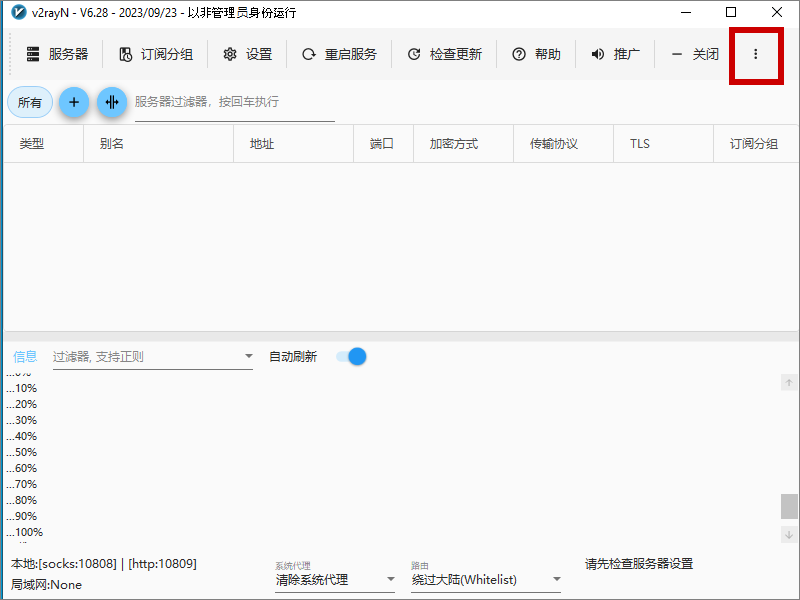 v2rayN - V6.28 - 2023/09/23 - 以非管理员身份运行
服务器 订阅分组 设置 重启服务 检查更新 帮助 推广 关闭
所有 服务器过滤器，按回车执行
类型 别名 地址 端口 加密方式 传输协议 TLS 订阅分组
信息 过滤器, 支持正则 自动刷新
...0%
...10%
...20%
...30%
...40%
...50%
...60%
...70%
...80%
...90%
...100%
本地:[socks:10808] | [http:10809]
局域网:None
系统代理
清除系统代理
路由
绕过大陆(Whitelist)
请先检查服务器设置